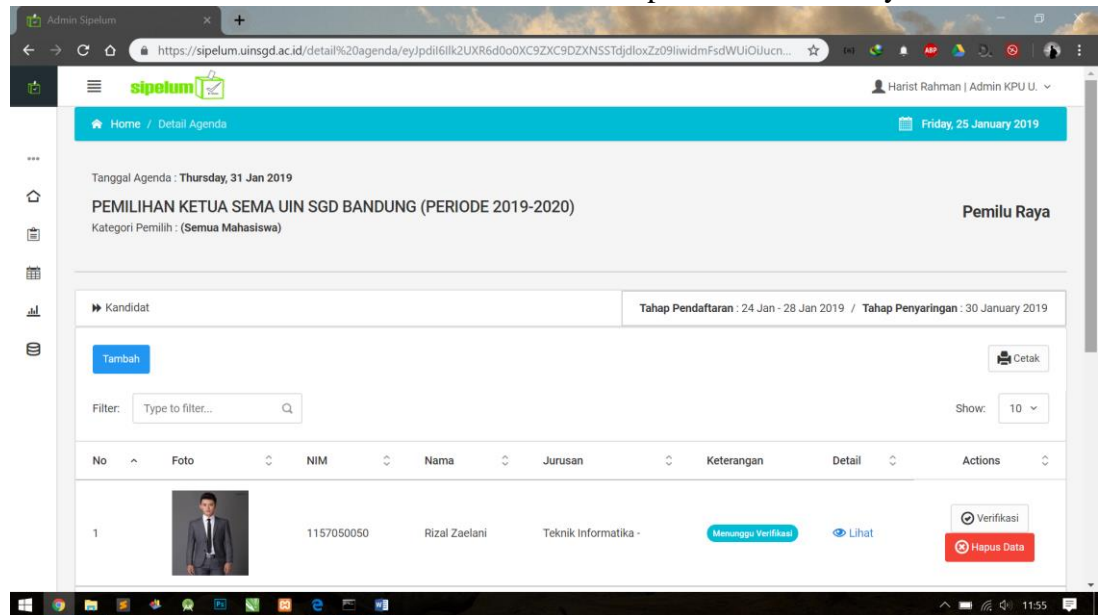 Admin Sipelum
https://sipelum.uinsgd.ac.id/detail%20agenda/eyJpdiI6Ilk2UXR6d0o0XC9ZXC9DZXNSSTdjdloxZz09IiwidmFsdWUiOiJucn...
ABP
sipelum
Harist Rahman | Admin KPU U.
Home / Detail Agenda
Friday, 25 January 2019
Tanggal Agenda : Thursday, 31 Jan 2019
PEMILIHAN KETUA SEMA UIN SGD BANDUNG (PERIODE 2019-2020)
Pemilu Raya
Kategori Pemilih : (Semua Mahasiswa)
Kandidat
Tahap Pendaftaran : 24 Jan - 28 Jan 2019 / Tahap Penyaringan : 30 January 2019
Tambah
Cetak
Filter: Type to filter...
Show: 10
No Foto NIM Nama Jurusan Keterangan Detail Actions
1 1157050050 Rizal Zaelani Teknik Informatika - Menunggu Verifikasi Lihat
Verifikasi
Hapus Data
11:55